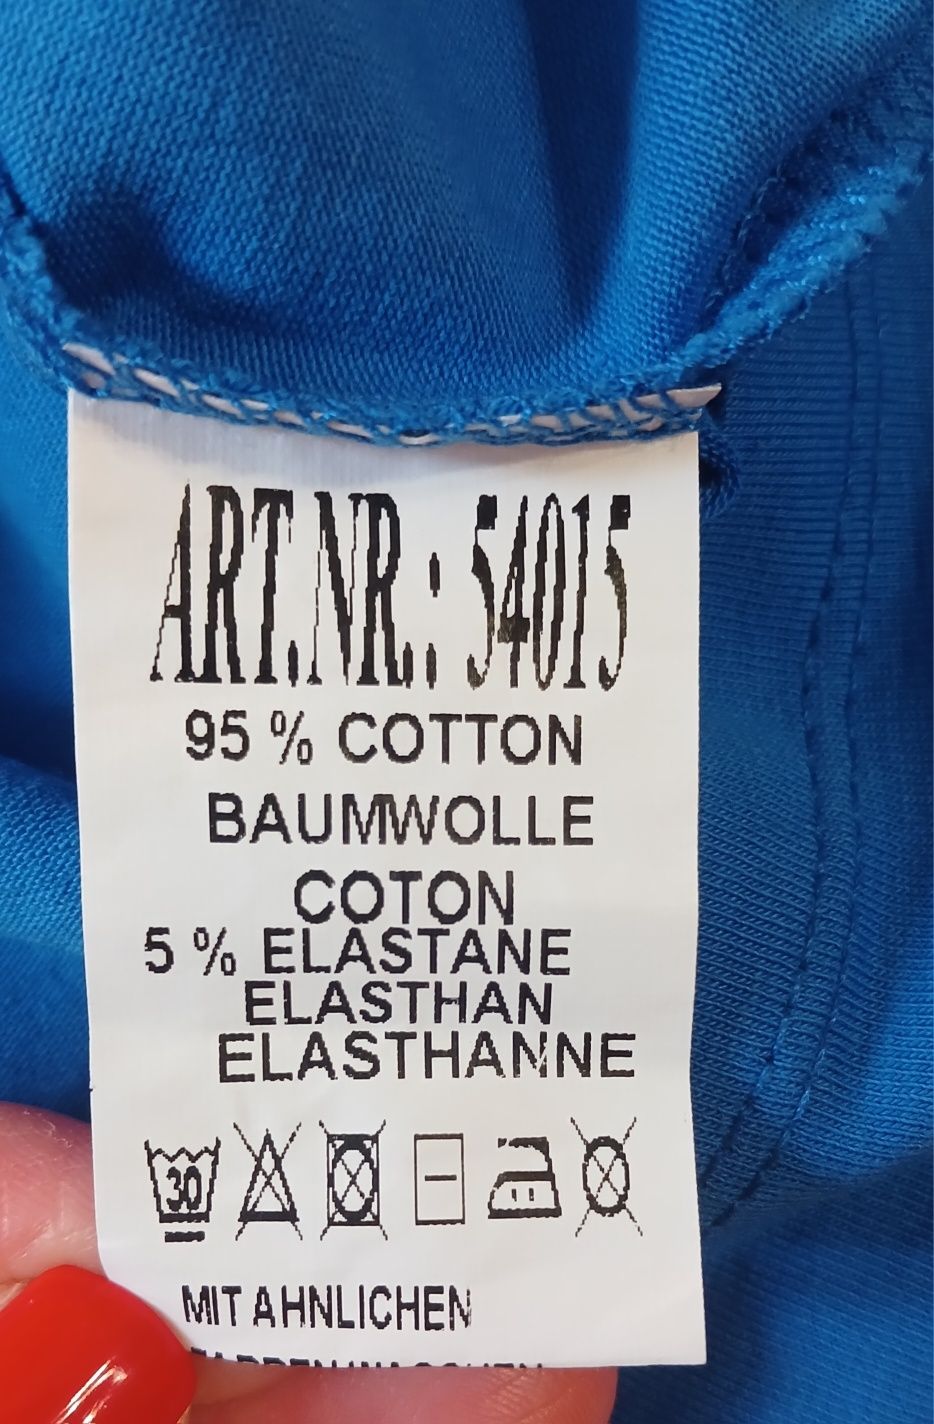 ART.NR.: 54015
95 % COTTON
BAUMWOLLE
COTON
5 % ELASTANE
ELASTHAN
ELASTHANNE
30
MIT AHNLICHEN